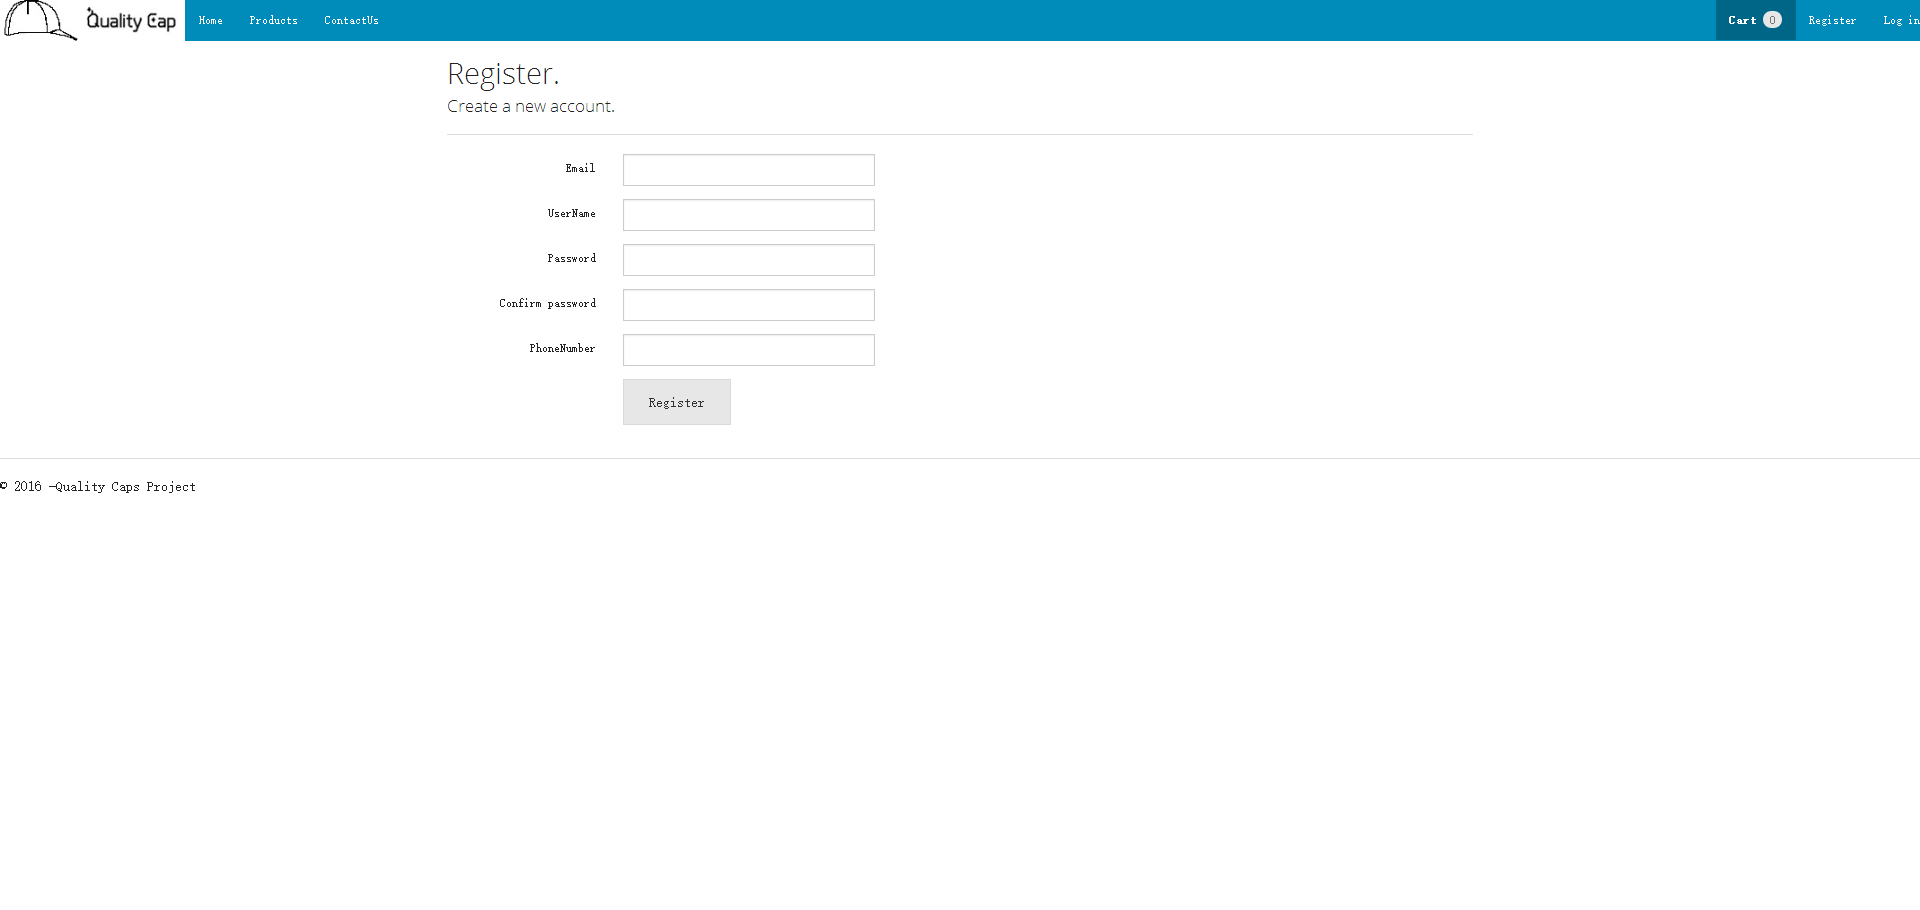 Quality Cap Home Products ContactUs Cart 0 Register Log in
Register.
Create a new account.
Email
UserName
Password
Confirm password
PhoneNumber
Register
© 2016 -Quality Caps Project